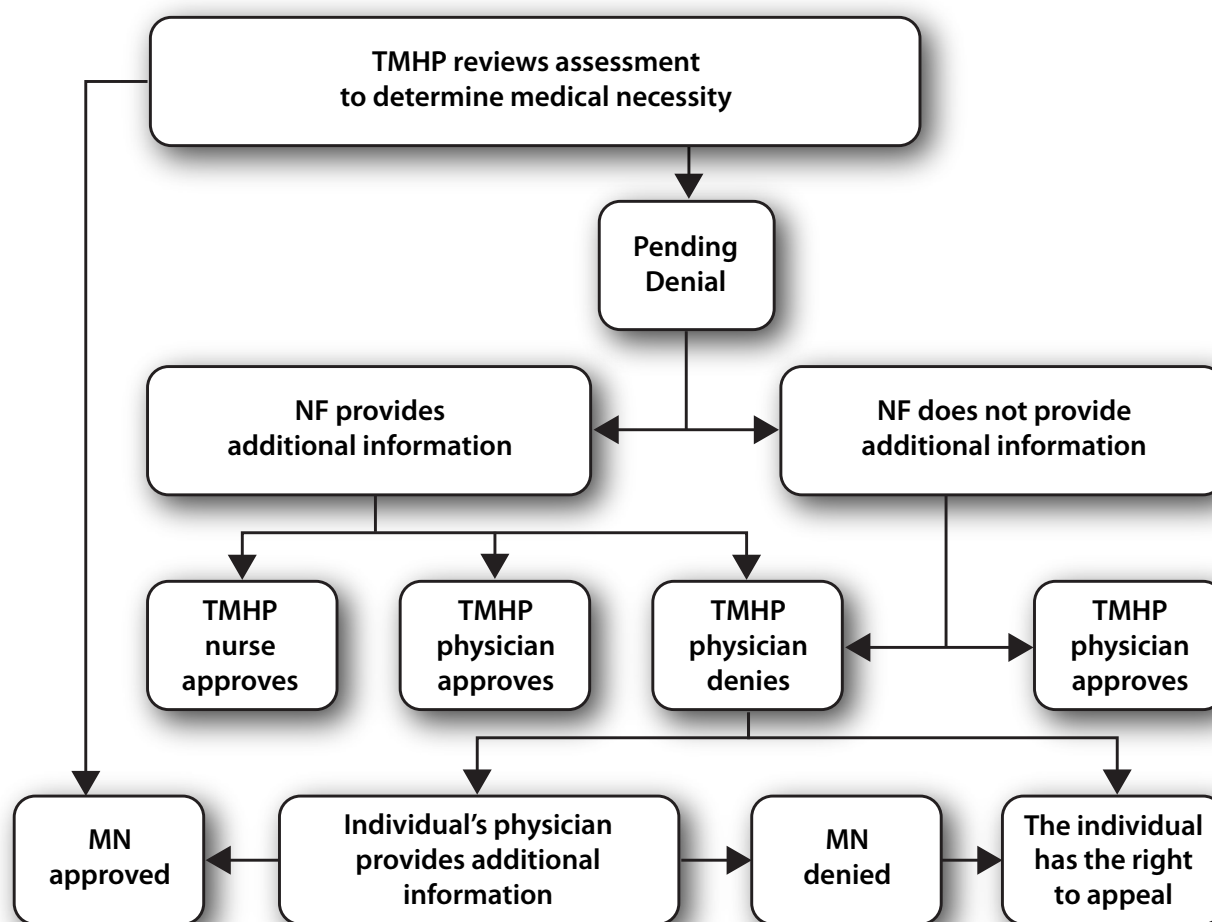 TMHP reviews assessment
to determine medical necessity
Pending
Denial
NF provides
additional information
NF does not provide
additional information
TMHP
nurse
approves
TMHP
physician
approves
TMHP
physician
denies
TMHP
physician
approves
MN
approved
Individual's physician
provides additional
information
MN
denied
The individual
has the right
to appeal